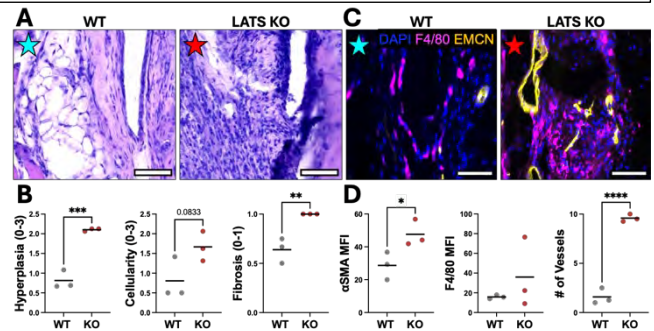 A WT LATS KO
C WT LATS KO
DAPI F4/80 EMCN
B
Hyperplasia (0-3)
2.5
2.0
1.5
1.0
0.5
0.0
***
WT KO
Cellularity (0-3)
2.5
2.0
1.5
1.0
0.5
0.0
0.0833
WT KO
Fibrosis (0-1)
1.0
0.5
0.0
**
WT KO
D
αSMA MFI
60
40
20
0
*
WT KO
F4/80 MFI
100
80
60
40
20
0
WT KO
# of Vessels
10
5
0
****
WT KO